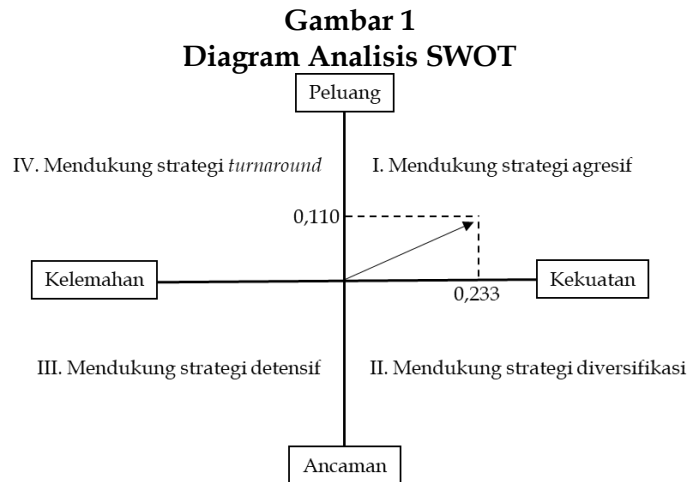 Gambar 1
Diagram Analisis SWOT
Peluang
IV. Mendukung strategi turnaround
I. Mendukung strategi agresif
0,110
Kelemahan
Kekuatan
0,233
III. Mendukung strategi detensif
II. Mendukung strategi diversifikasi
Ancaman